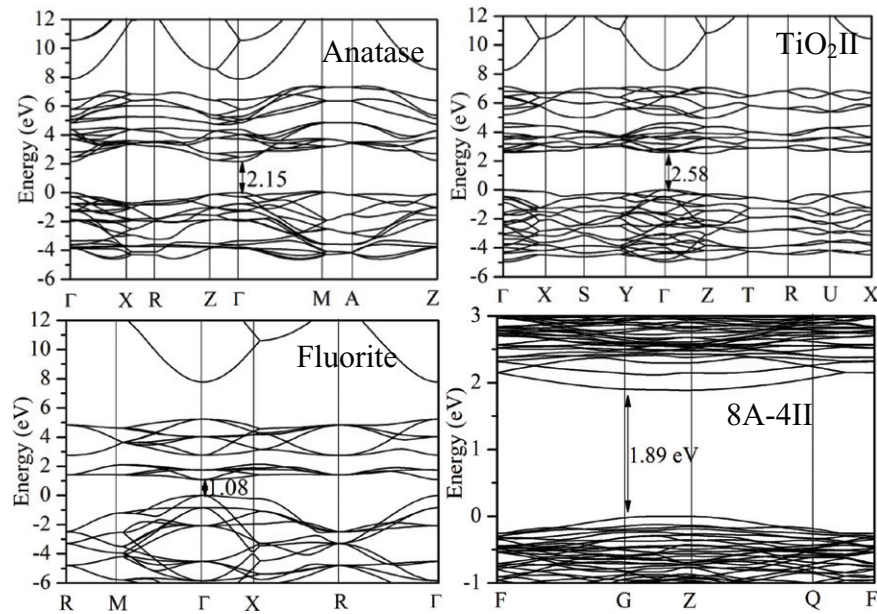 12
10
8
6
4
2
0
-2
-4
-6
Energy (eV)
Anatase
2.15
Γ X R Z Γ M A Z
12
10
8
6
4
2
0
-2
-4
-6
Energy (eV)
TiO₂II
2.58
Γ X S Y Γ Z T R U X
12
10
8
6
4
2
0
-2
-4
-6
Energy (eV)
Fluorite
1.08
R M Γ X R Γ
3
2
1
0
-1
Energy (eV)
8A-4II
1.89 eV
F G Z Q F